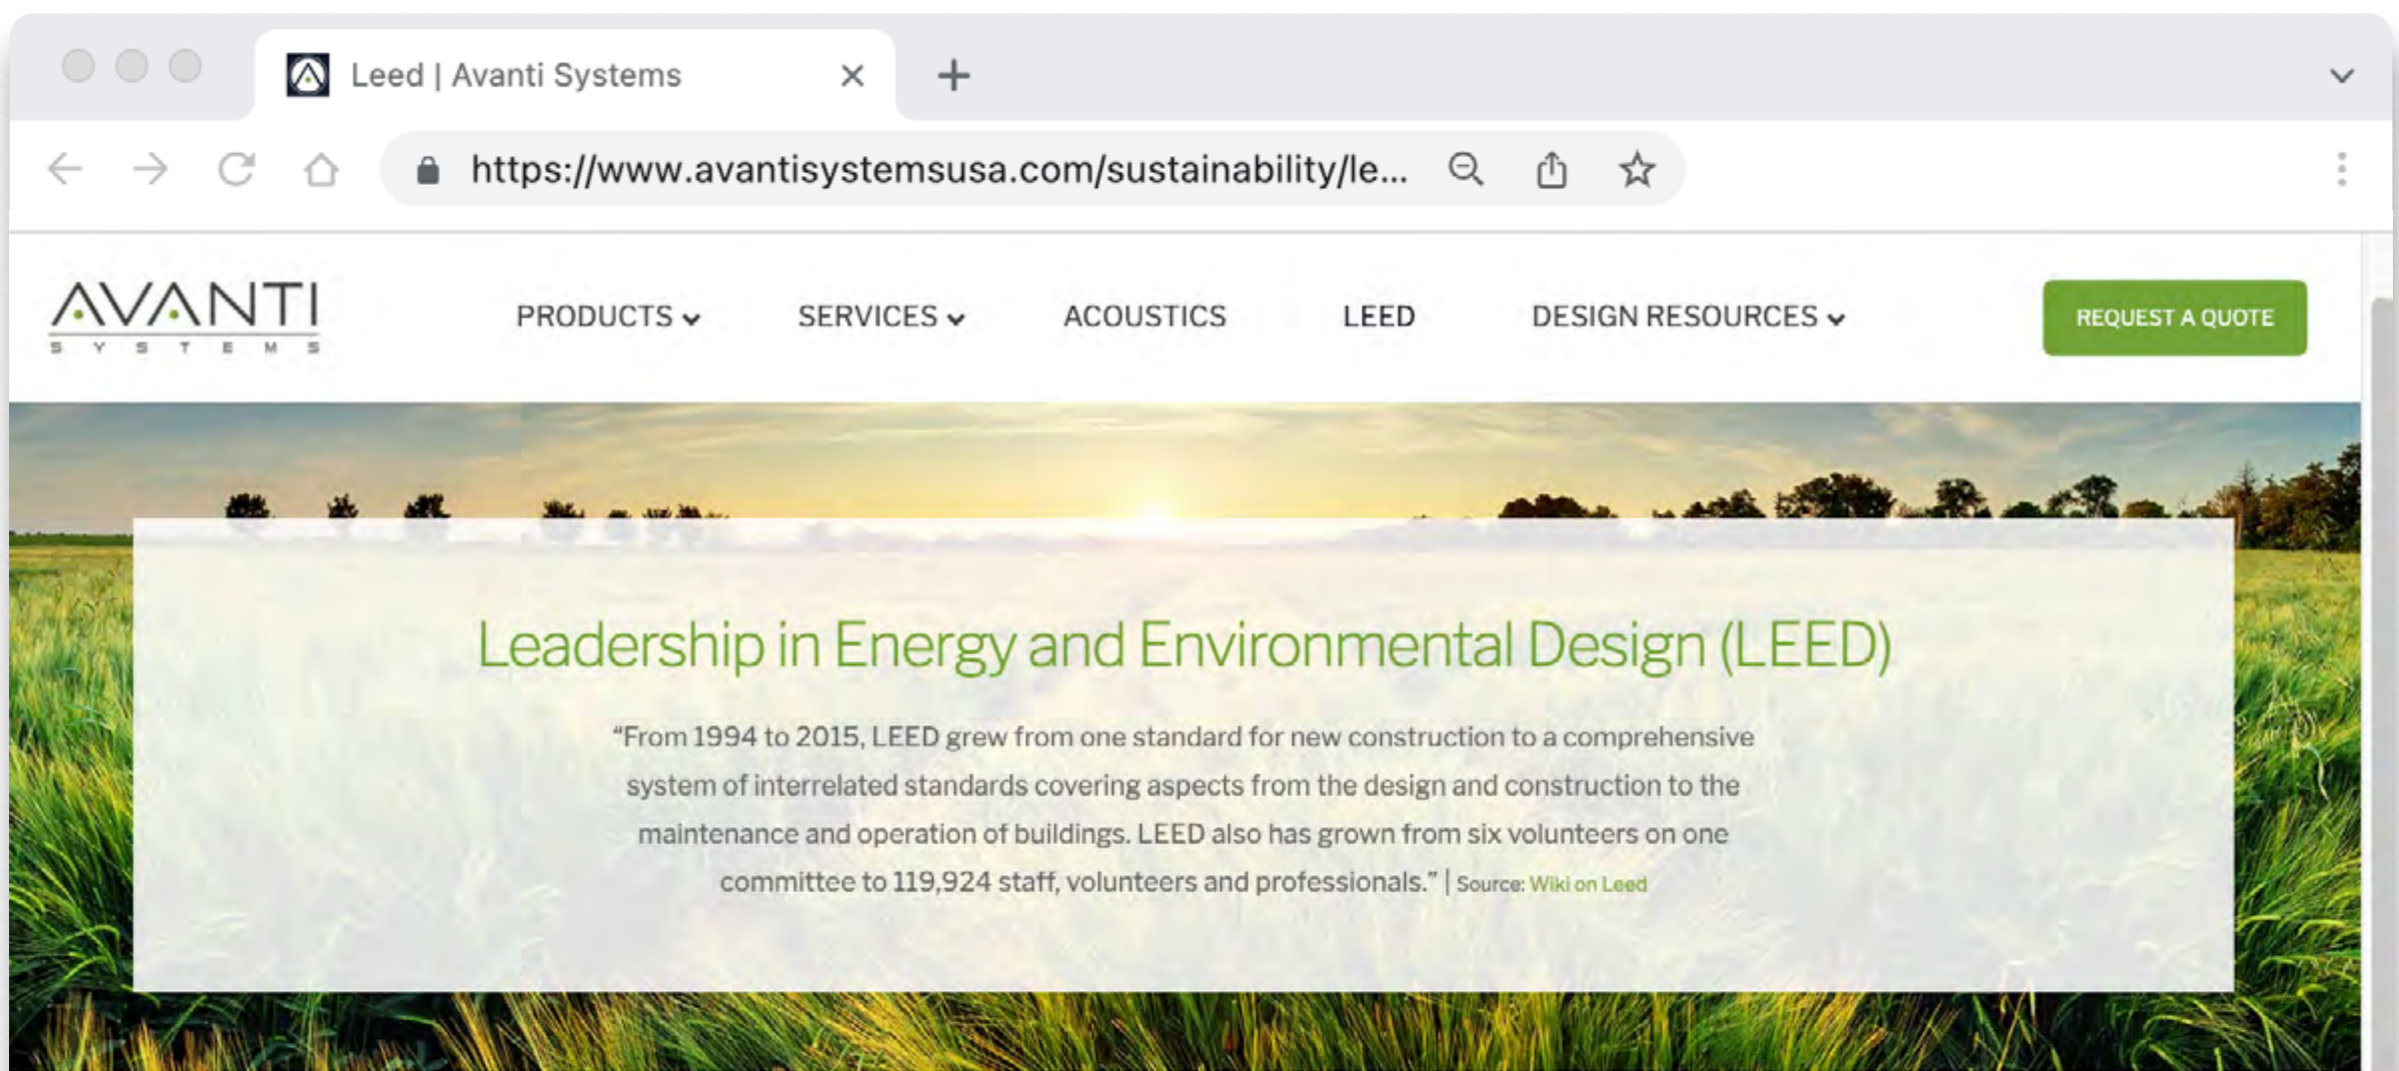 Leed | Avanti Systems
https://www.avantisystemsusa.com/sustainability/le...
AVANTI
SYSTEMS
PRODUCTS
SERVICES
ACOUSTICS
LEED
DESIGN RESOURCES
REQUEST A QUOTE
Leadership in Energy and Environmental Design (LEED)
“From 1994 to 2015, LEED grew from one standard for new construction to a comprehensive
system of interrelated standards covering aspects from the design and construction to the
maintenance and operation of buildings. LEED also has grown from six volunteers on one
committee to 119,924 staff, volunteers and professionals.” | Source: Wiki on Leed